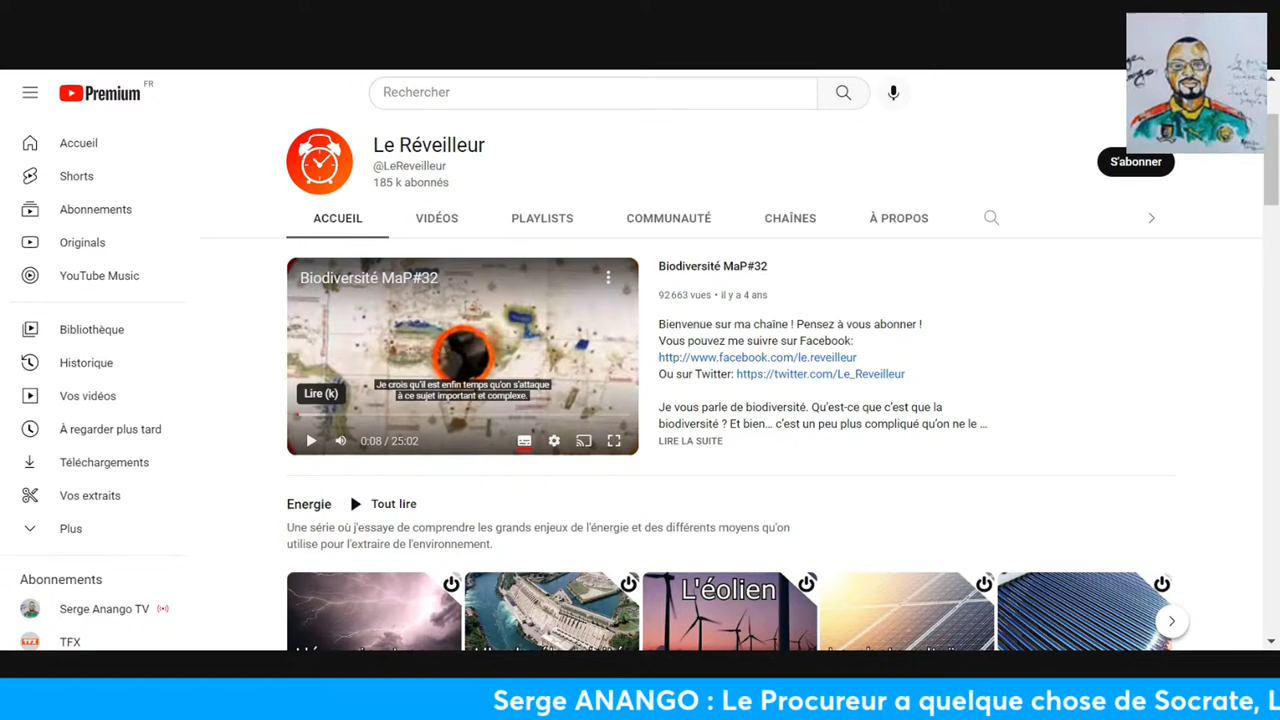 Premium FR
Rechercher
Accueil
Shorts
Abonnements
Originals
YouTube Music
Bibliothèque
Historique
Vos vidéos
À regarder plus tard
Téléchargements
Vos extraits
Plus
Abonnements
Serge Anango TV
TFX
Le Réveilleur
@LeReveilleur
185 k abonnés
S'abonner
ACCUEIL VIDÉOS PLAYLISTS COMMUNAUTÉ CHAÎNES À PROPOS
Biodiversité MaP#32
Je crois qu'il est enfin temps qu'on s'attaque
à ce sujet important et complexe.
Lire (k)
0:08 / 25:02
Biodiversité MaP#32
92 663 vues • il y a 4 ans
Bienvenue sur ma chaîne ! Pensez à vous abonner !
Vous pouvez me suivre sur Facebook:
http://www.facebook.com/le.reveilleur
Ou sur Twitter: https://twitter.com/Le_Reveilleur
Je vous parle de biodiversité. Qu'est-ce que c'est que la
biodiversité ? Et bien… c'est un peu plus compliqué qu'on ne le ...
LIRE LA SUITE
Energie Tout lire
Une série où j'essaye de comprendre les grands enjeux de l'énergie et des différents moyens qu'on
utilise pour l'extraire de l'environnement.
L'éolien
Serge ANANGO : Le Procureur a quelque chose de Socrate, L